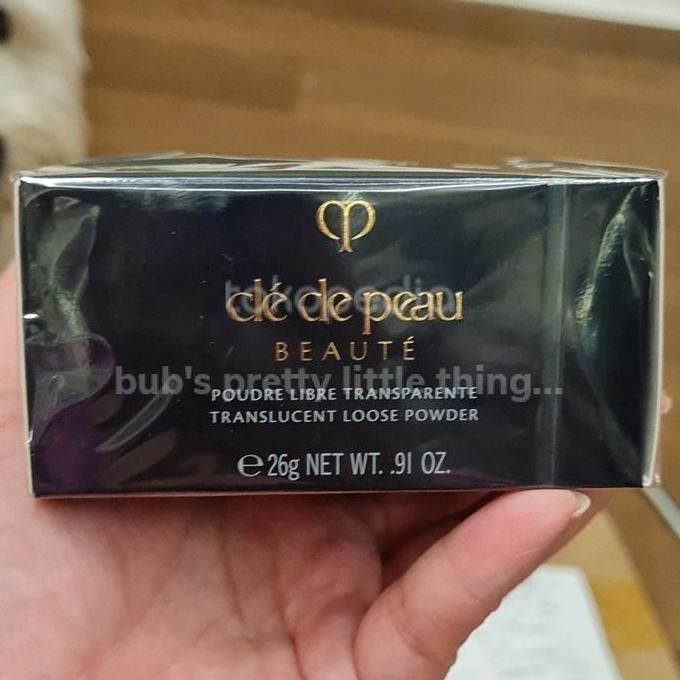 clé de peau
tokopedia
BEAUTÉ
bub's pretty little thing...
POUDRE LIBRE TRANSPARENTE
TRANSLUCENT LOOSE POWDER
e 26g NET WT. .91 OZ.